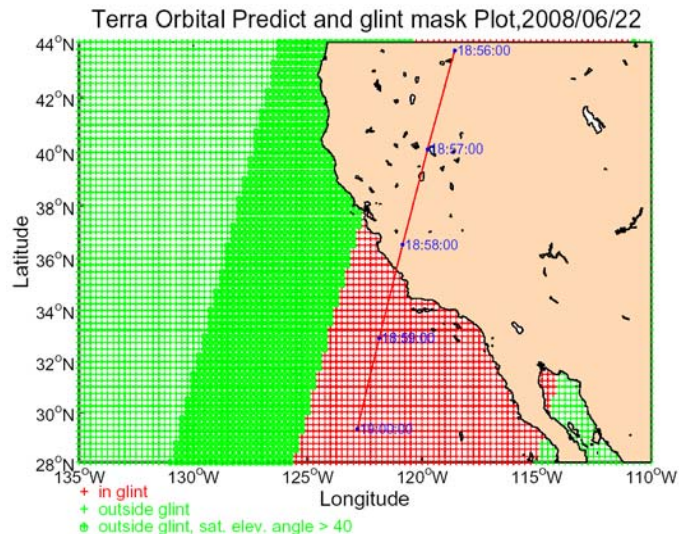 Terra Orbital Predict and glint mask Plot,2008/06/22
44°N
42°N
40°N
38°N
36°N
34°N
32°N
30°N
28°N
Latitude
18:56:00
18:57:00
18:58:00
18:59:00
19:00:00
135°W
130°W
125°W
120°W
115°W
110°W
Longitude
in glint
outside glint
outside glint, sat. elev. angle > 40